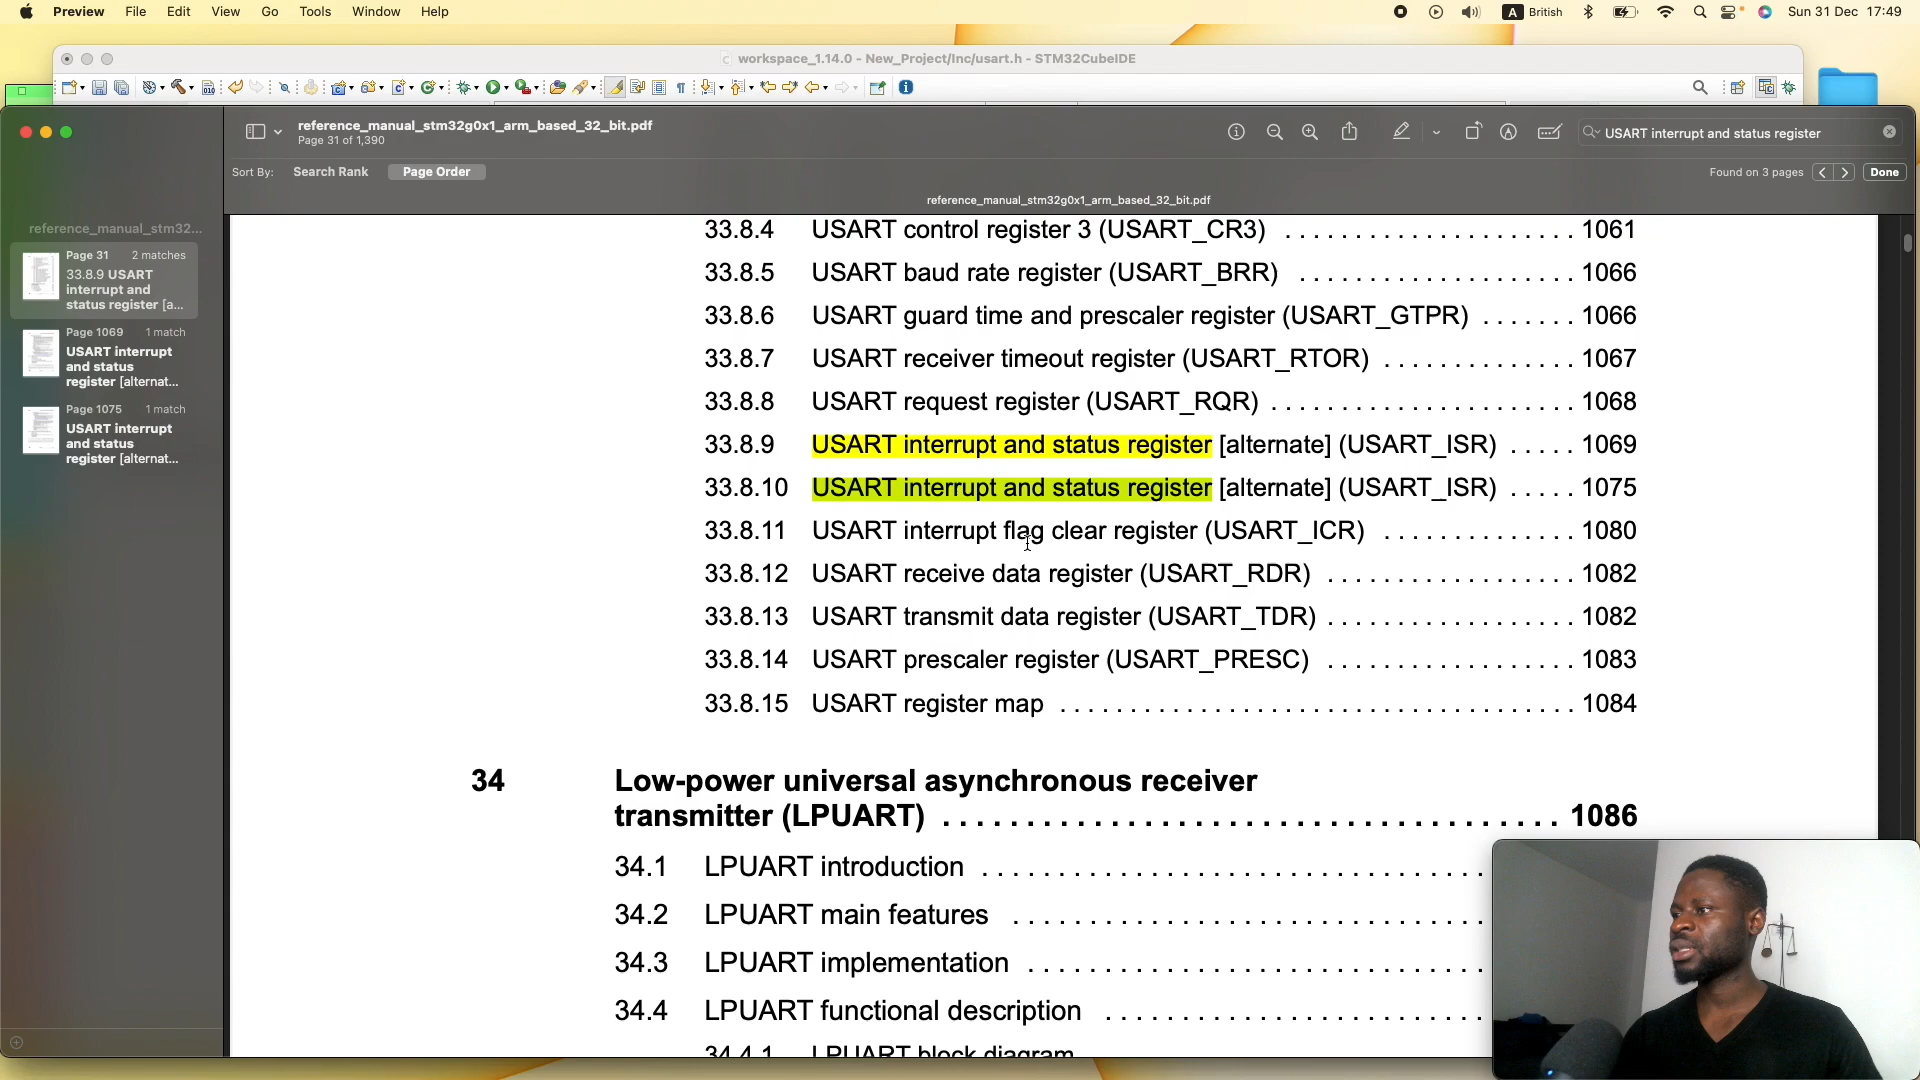 Preview File Edit View Go Tools Window Help
A British Sun 31 Dec 17:49
workspace_1.14.0 - New_Project/Inc/usart.h - STM32CubeIDE
reference_manual_stm32g0x1_arm_based_32_bit.pdf
Page 31 of 1,390
USART interrupt and status register
Sort By: Search Rank Page Order
Found on 3 pages Done
reference_manual_stm32g0x1_arm_based_32_bit.pdf
reference_manual_stm32...
Page 31 2 matches
33.8.9 USART
interrupt and
status register [a...
Page 1069 1 match
USART interrupt
and status
register [alternat...
Page 1075 1 match
USART interrupt
and status
register [alternat...
33.8.4 USART control register 3 (USART_CR3) . . . . . . . . . . . . . . . . . . . . 1061
33.8.5 USART baud rate register (USART_BRR) . . . . . . . . . . . . . . . . . . . 1066
33.8.6 USART guard time and prescaler register (USART_GTPR) . . . . . . . 1066
33.8.7 USART receiver timeout register (USART_RTOR) . . . . . . . . . . . . . 1067
33.8.8 USART request register (USART_RQR) . . . . . . . . . . . . . . . . . . . . . 1068
33.8.9 USART interrupt and status register [alternate] (USART_ISR) . . . . . 1069
33.8.10 USART interrupt and status register [alternate] (USART_ISR) . . . . . 1075
33.8.11 USART interrupt flag clear register (USART_ICR) . . . . . . . . . . . . . 1080
33.8.12 USART receive data register (USART_RDR) . . . . . . . . . . . . . . . . . 1082
33.8.13 USART transmit data register (USART_TDR) . . . . . . . . . . . . . . . . . 1082
33.8.14 USART prescaler register (USART_PRESC) . . . . . . . . . . . . . . . . . 1083
33.8.15 USART register map . . . . . . . . . . . . . . . . . . . . . . . . . . . . . . . . . . . 1084
34 Low-power universal asynchronous receiver
transmitter (LPUART) . . . . . . . . . . . . . . . . . . . . . . . . . . . . . . . . . 1086
34.1 LPUART introduction . . . . . . . . . . . . . . . . . . . . . . . . . . . . . . .
34.2 LPUART main features . . . . . . . . . . . . . . . . . . . . . . . . . . . . .
34.3 LPUART implementation . . . . . . . . . . . . . . . . . . . . . . . . . . . .
34.4 LPUART functional description . . . . . . . . . . . . . . . . . . . . . . .
34.4.1 LPUART block diagram